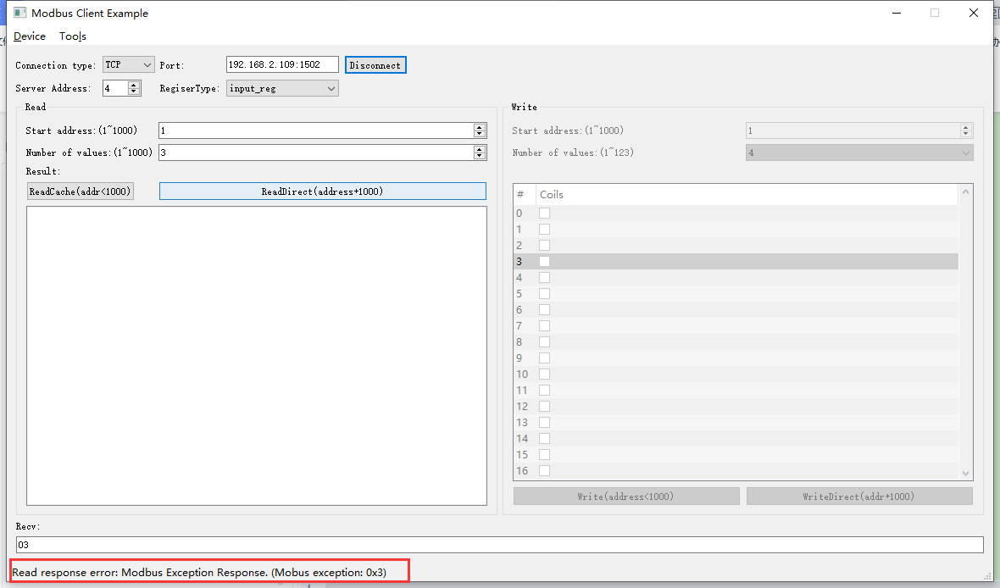 Modbus Client Example
Device Tools
Connection type: TCP Port: 192.168.2.109:1502 Disconnect
Server Address: 4 RegiserType: input_reg
Read
Start address:(1~1000) 1
Number of values:(1~1000) 3
Result:
ReadCache(addr<1000) ReadDirect(address+1000)
Write
Start address:(1~1000) 1
Number of values:(1~123) 4
# Coils
0
1
2
3
4
5
6
7
8
9
10
11
12
13
14
15
16
Write(address<1000) WriteDirect(addr+1000)
Recv:
03
Read response error: Modbus Exception Response. (Mobus exception: 0x3)